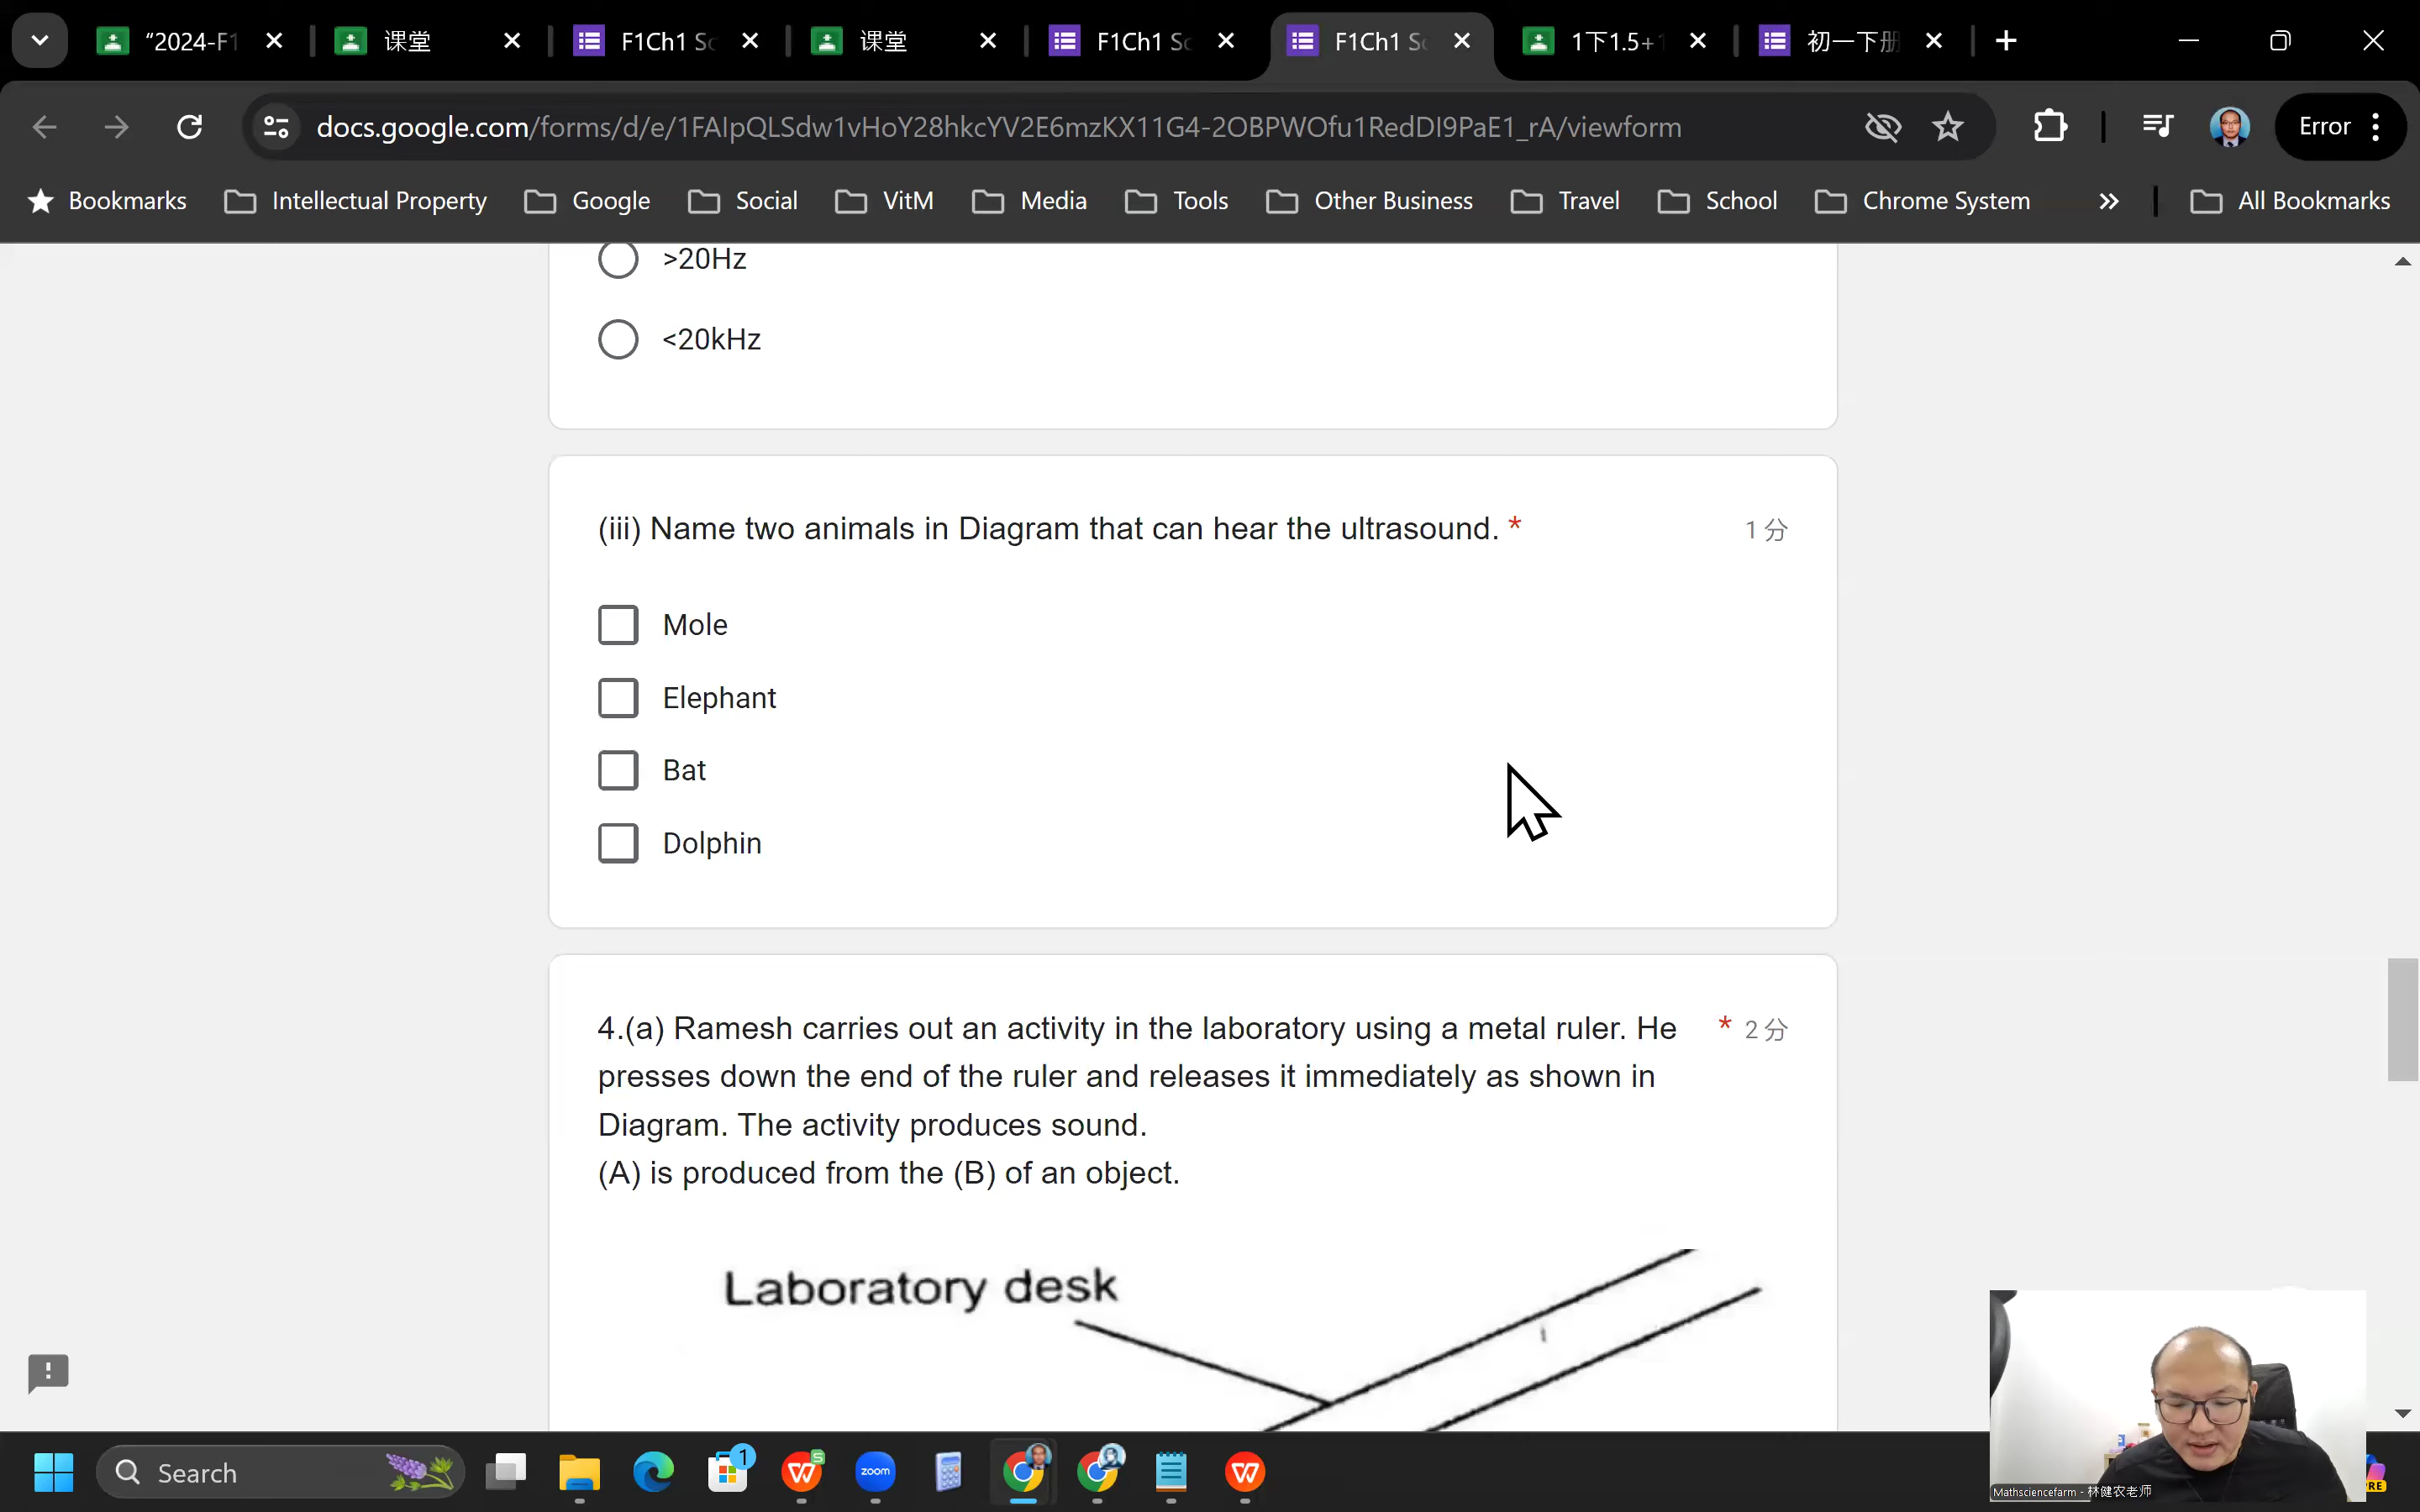 “2024-F1
课堂
F1Ch1 Sc
课堂
F1Ch1 Sc
F1Ch1 Sc
1下1.5+1
初一下册
docs.google.com/forms/d/e/1FAIpQLSdw1vHoY28hkcYV2E6mzKX11G4-2OBPWOfu1RedDI9PaE1_rA/viewform
Error
Bookmarks
Intellectual Property
Google
Social
VitM
Media
Tools
Other Business
Travel
School
Chrome System
All Bookmarks
>20Hz
<20kHz
(iii) Name two animals in Diagram that can hear the ultrasound. *
1 分
Mole
Elephant
Bat
Dolphin
4.(a) Ramesh carries out an activity in the laboratory using a metal ruler. He * 2 分
presses down the end of the ruler and releases it immediately as shown in
Diagram. The activity produces sound.
(A) is produced from the (B) of an object.
Laboratory desk
Search
1
zoom
Mathsciencefarm - 林健农老师
PRE